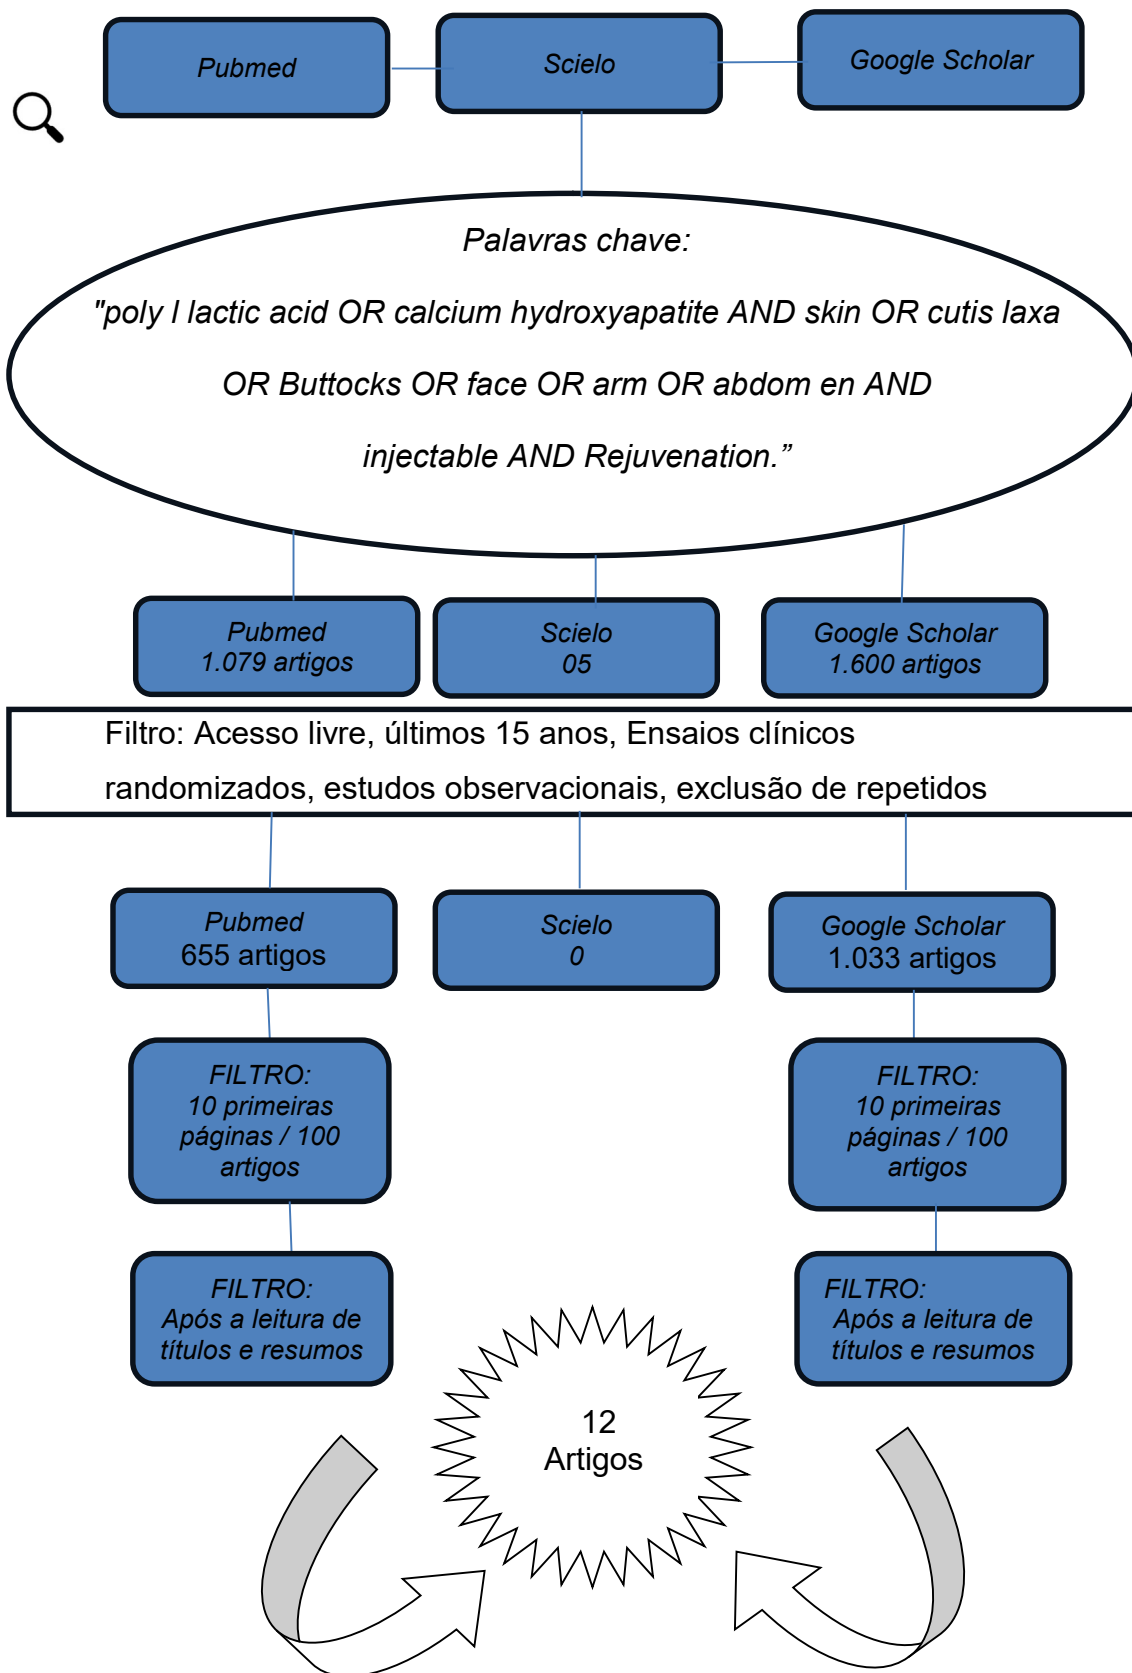 Pubmed
Scielo
Google Scholar
Palavras chave:
"poly l lactic acid OR calcium hydroxyapatite AND skin OR cutis laxa
OR Buttocks OR face OR arm OR abdom en AND
injectable AND Rejuvenation.”
Pubmed
1.079 artigos
Scielo
05
Google Scholar
1.600 artigos
Filtro: Acesso livre, últimos 15 anos, Ensaios clínicos
randomizados, estudos observacionais, exclusão de repetidos
Pubmed
655 artigos
Scielo
0
Google Scholar
1.033 artigos
FILTRO:
10 primeiras
páginas / 100
artigos
FILTRO:
10 primeiras
páginas / 100
artigos
FILTRO:
Após a leitura de
títulos e resumos
FILTRO:
Após a leitura de
títulos e resumos
12
Artigos